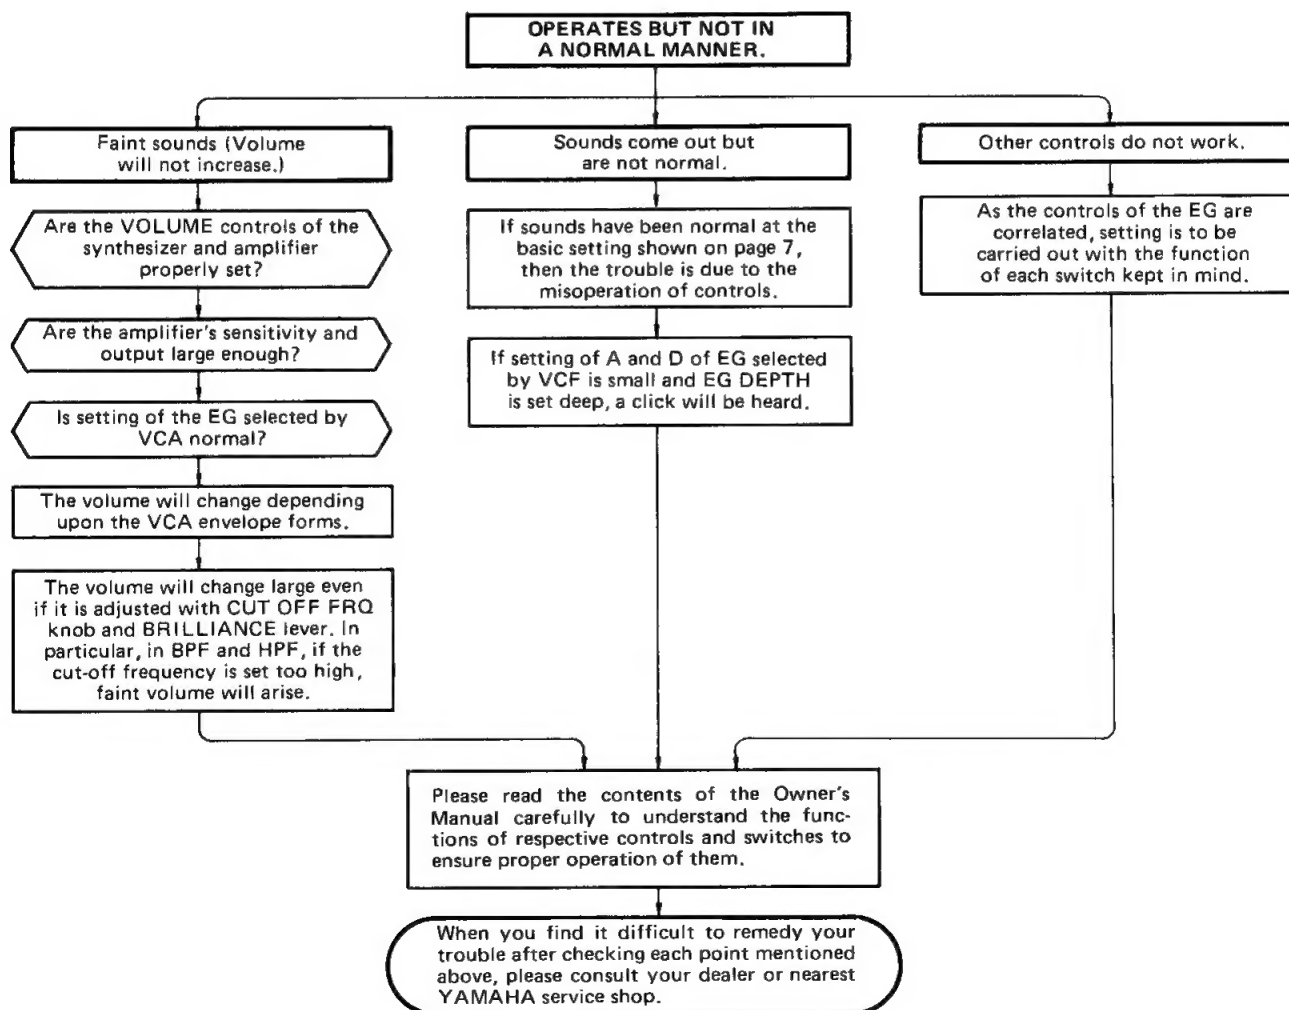 OPERATES BUT NOT IN
A NORMAL MANNER.
Faint sounds (Volume
will not increase.)
Are the VOLUME controls of the
synthesizer and amplifier
properly set?
Are the amplifier's sensitivity and
output large enough?
Is setting of the EG selected by
VCA normal?
The volume will change depending
upon the VCA envelope forms.
The volume will change large even
if it is adjusted with CUT OFF FRQ
knob and BRILLIANCE lever. In
particular, in BPF and HPF, if the
cut-off frequency is set too high,
faint volume will arise.
Sounds come out but
are not normal.
If sounds have been normal at the
basic setting shown on page 7,
then the trouble is due to the
misoperation of controls.
If setting of A and D of EG selected
by VCF is small and EG DEPTH
is set deep, a click will be heard.
Other controls do not work.
As the controls of the EG are
correlated, setting is to be
carried out with the function
of each switch kept in mind.
Please read the contents of the Owner's
Manual carefully to understand the func-
tions of respective controls and switches to
ensure proper operation of them.
When you find it difficult to remedy your
trouble after checking each point mentioned
above, please consult your dealer or nearest
YAMAHA service shop.